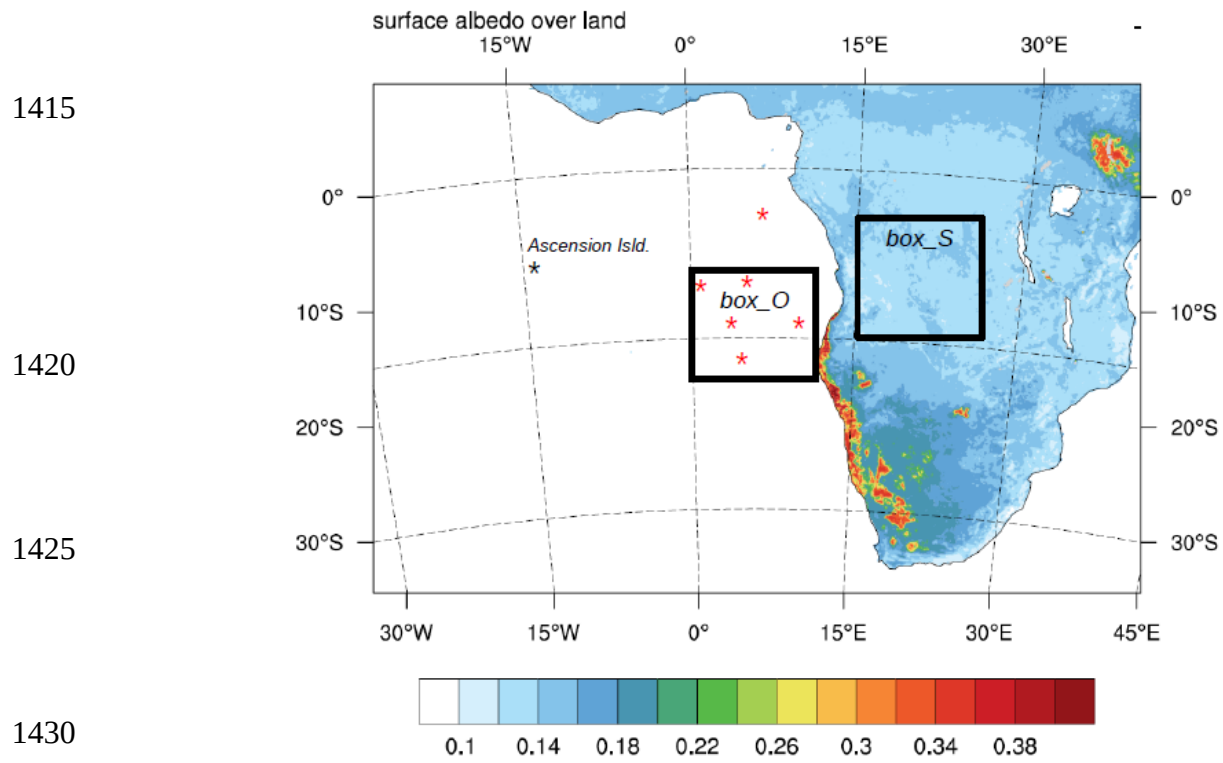 surface albedo over land
15°W 0° 15°E 30°E
1415
0° 0°
Ascension Isld.
*
box_S
box_O
10°S 10°S
1420
20°S 20°S
1425
30°S 30°S
30°W 15°W 0° 15°E 30°E 45°E
1430
0.1 0.14 0.18 0.22 0.26 0.3 0.34 0.38